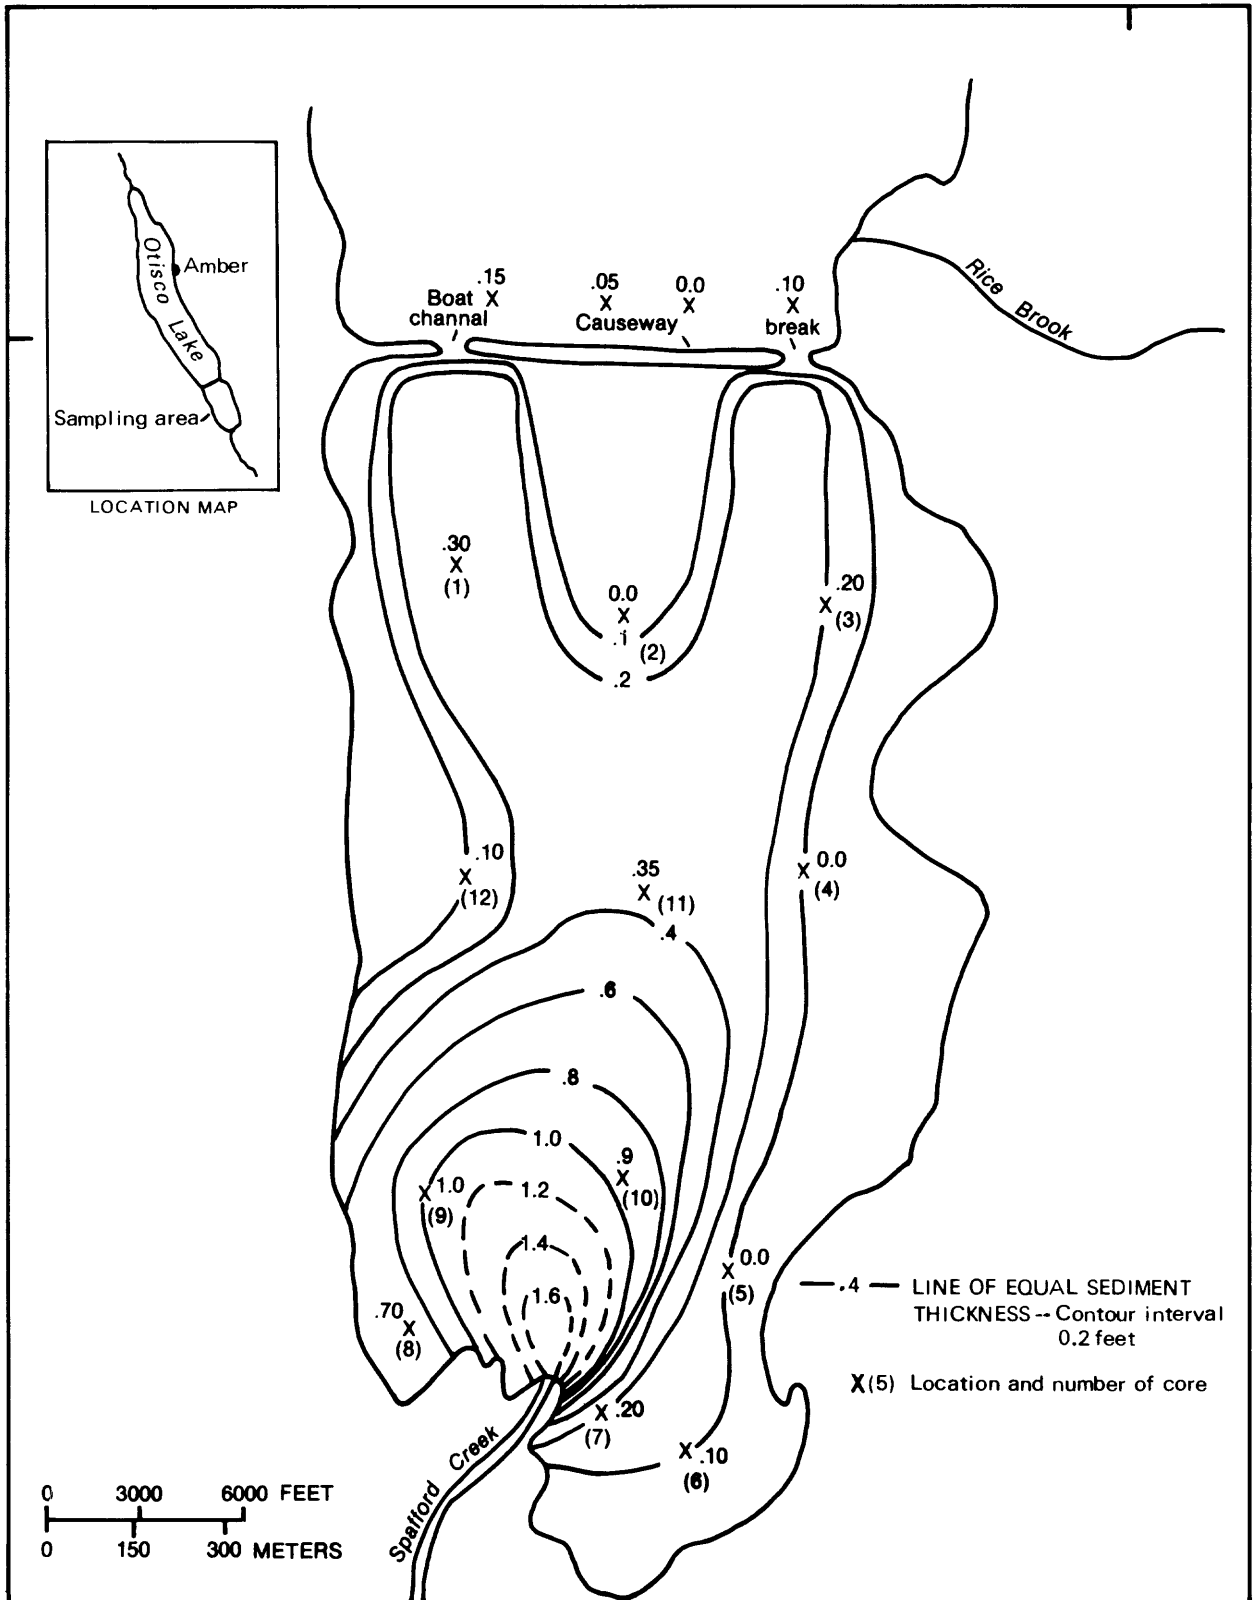 .15
.05
0.0
.10
Boat
channal
Causeway
break
Rice Brook
Otisco Lake
Amber
Sampling area
LOCATION MAP
.30
X
(1)
0.0
X
.1
(2)
.2
.20
X
(3)
.10
X
(12)
.35
X
(11)
.4
0.0
X
(4)
.6
.8
1.0
.9
X
(10)
X 1.0
(9)
1.2
1.4
1.6
.70
X
(8)
X 0.0
(5)
.4 LINE OF EQUAL SEDIMENT
THICKNESS -- Contour interval
0.2 feet
X(5) Location and number of core
X .20
(7)
X .10
(6)
Spafford Creek
0 3000 6000 FEET
0 150 300 METERS